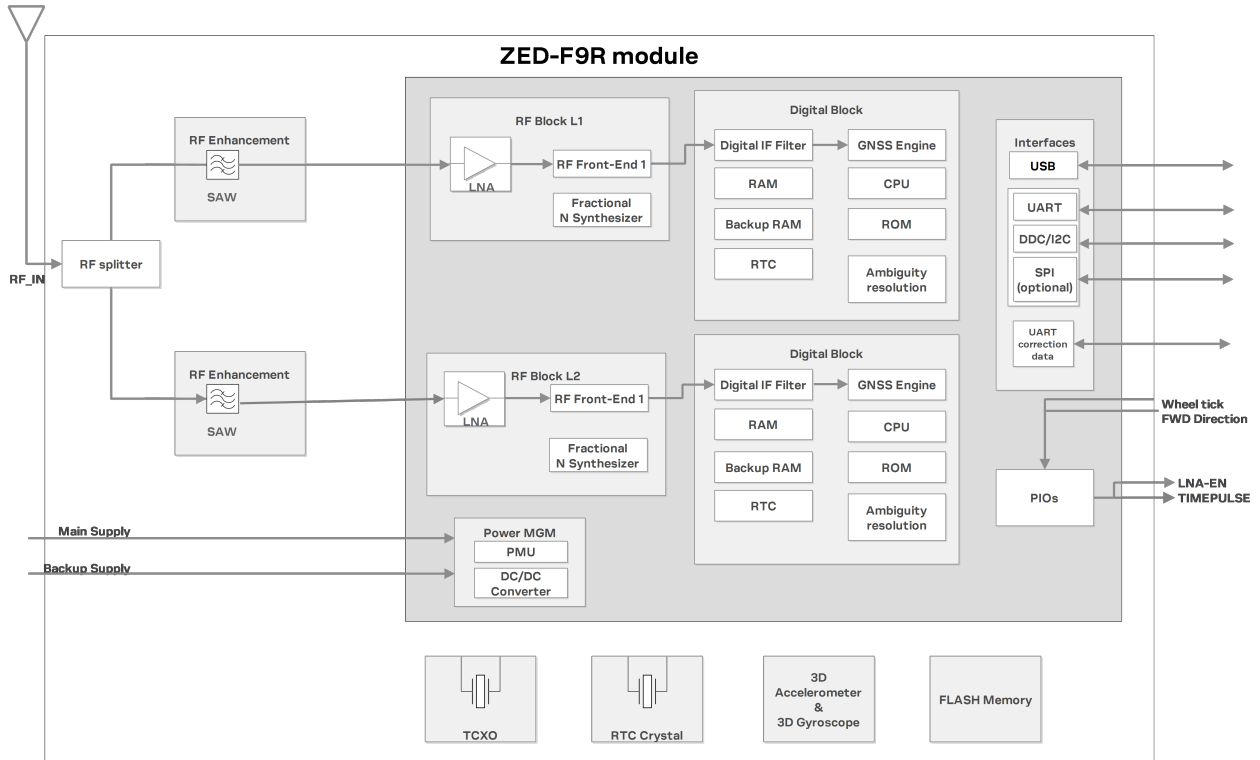 ZED-F9R module
RF_IN
RF splitter
RF Enhancement
SAW
RF Enhancement
SAW
RF Block L1
LNA
RF Front-End 1
Fractional
N Synthesizer
Digital Block
Digital IF Filter
GNSS Engine
RAM
CPU
Backup RAM
ROM
RTC
Ambiguity
resolution
Interfaces
USB
UART
DDC/I2C
SPI
(optional)
UART
correction
data
RF Block L2
LNA
RF Front-End 1
Fractional
N Synthesizer
Digital Block
Digital IF Filter
GNSS Engine
RAM
CPU
Backup RAM
ROM
RTC
Ambiguity
resolution
Wheel tick
FWD Direction
PIOs
LNA-EN
TIMEPULSE
Main Supply
Backup Supply
Power MGM
PMU
DC/DC
Converter
TCXO
RTC Crystal
3D
Accelerometer
&
3D Gyroscope
FLASH Memory